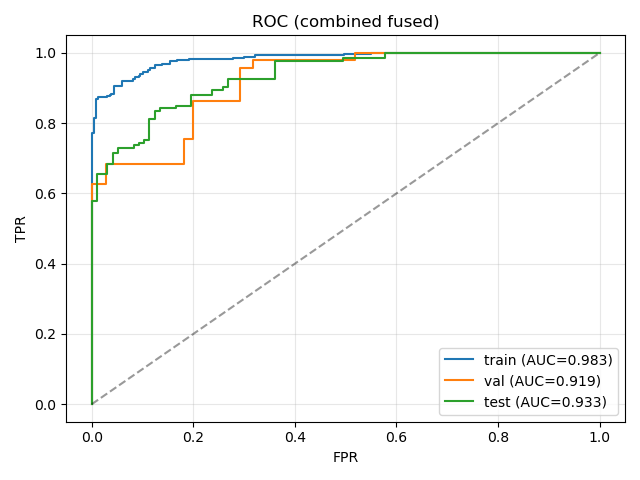 ROC (combined fused)
TPR
1.0
0.8
0.6
0.4
0.2
0.0
train (AUC=0.983)
val (AUC=0.919)
test (AUC=0.933)
0.0 0.2 0.4 0.6 0.8 1.0
FPR